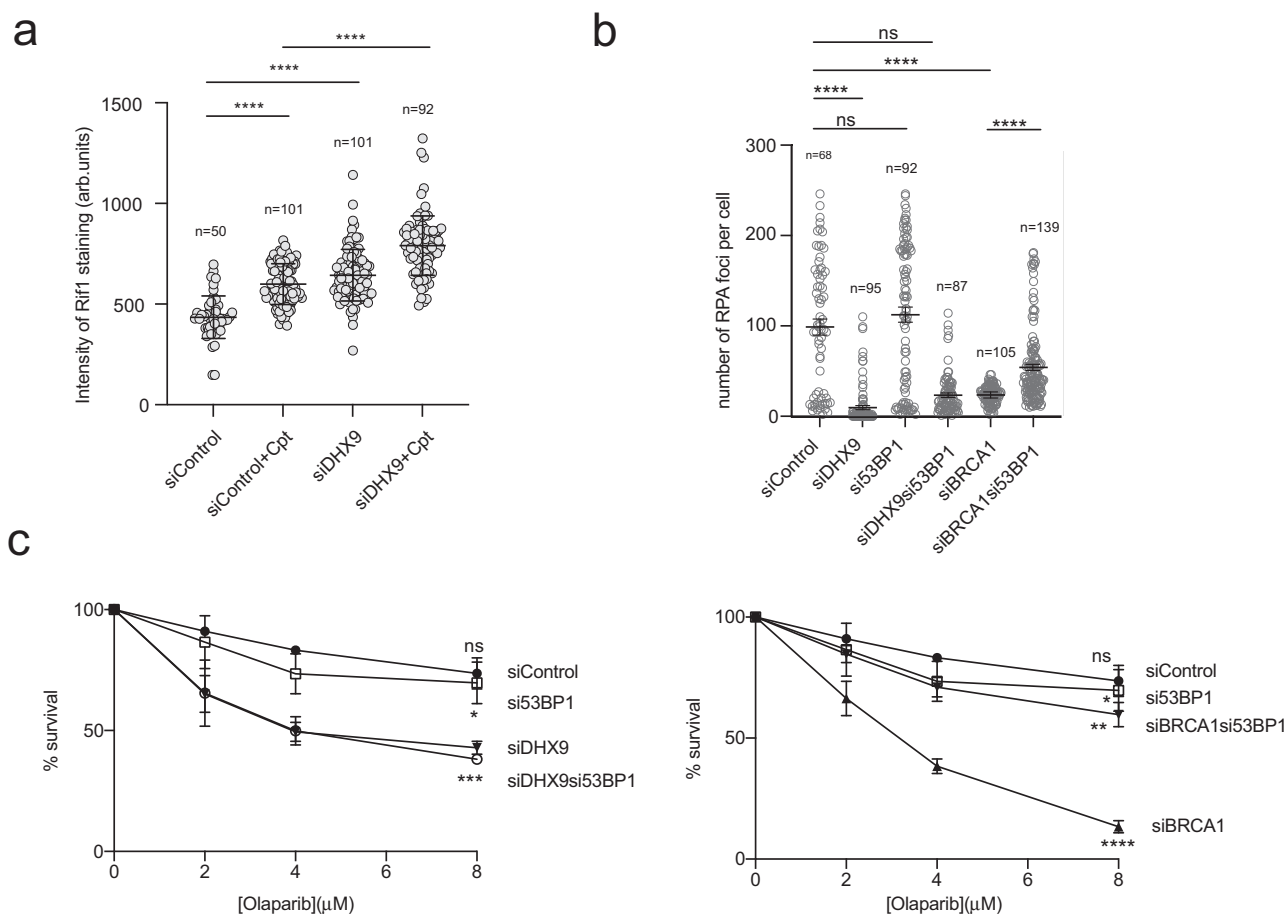 a
****
****
****
Intensity of Rif1 staining (arb.units)
1500
1000
500
0
n=50
n=101
n=101
n=92
siControl
siControl+Cpt
siDHX9
siDHX9+Cpt
b
ns
****
****
ns
****
number of RPA foci per cell
300
200
100
0
n=68
n=95
n=92
n=87
n=105
n=139
siControl
siDHX9
si53BP1
siDHX9si53BP1
siBRCA1
siBRCA1si53BP1
c
% survival
100
50
0
0
2
4
6
8
[Olaparib](μM)
ns
*
***
siControl
si53BP1
siDHX9
siDHX9si53BP1
% survival
100
50
0
0
2
4
6
8
[Olaparib](μM)
ns
*
**
****
siControl
si53BP1
siBRCA1si53BP1
siBRCA1